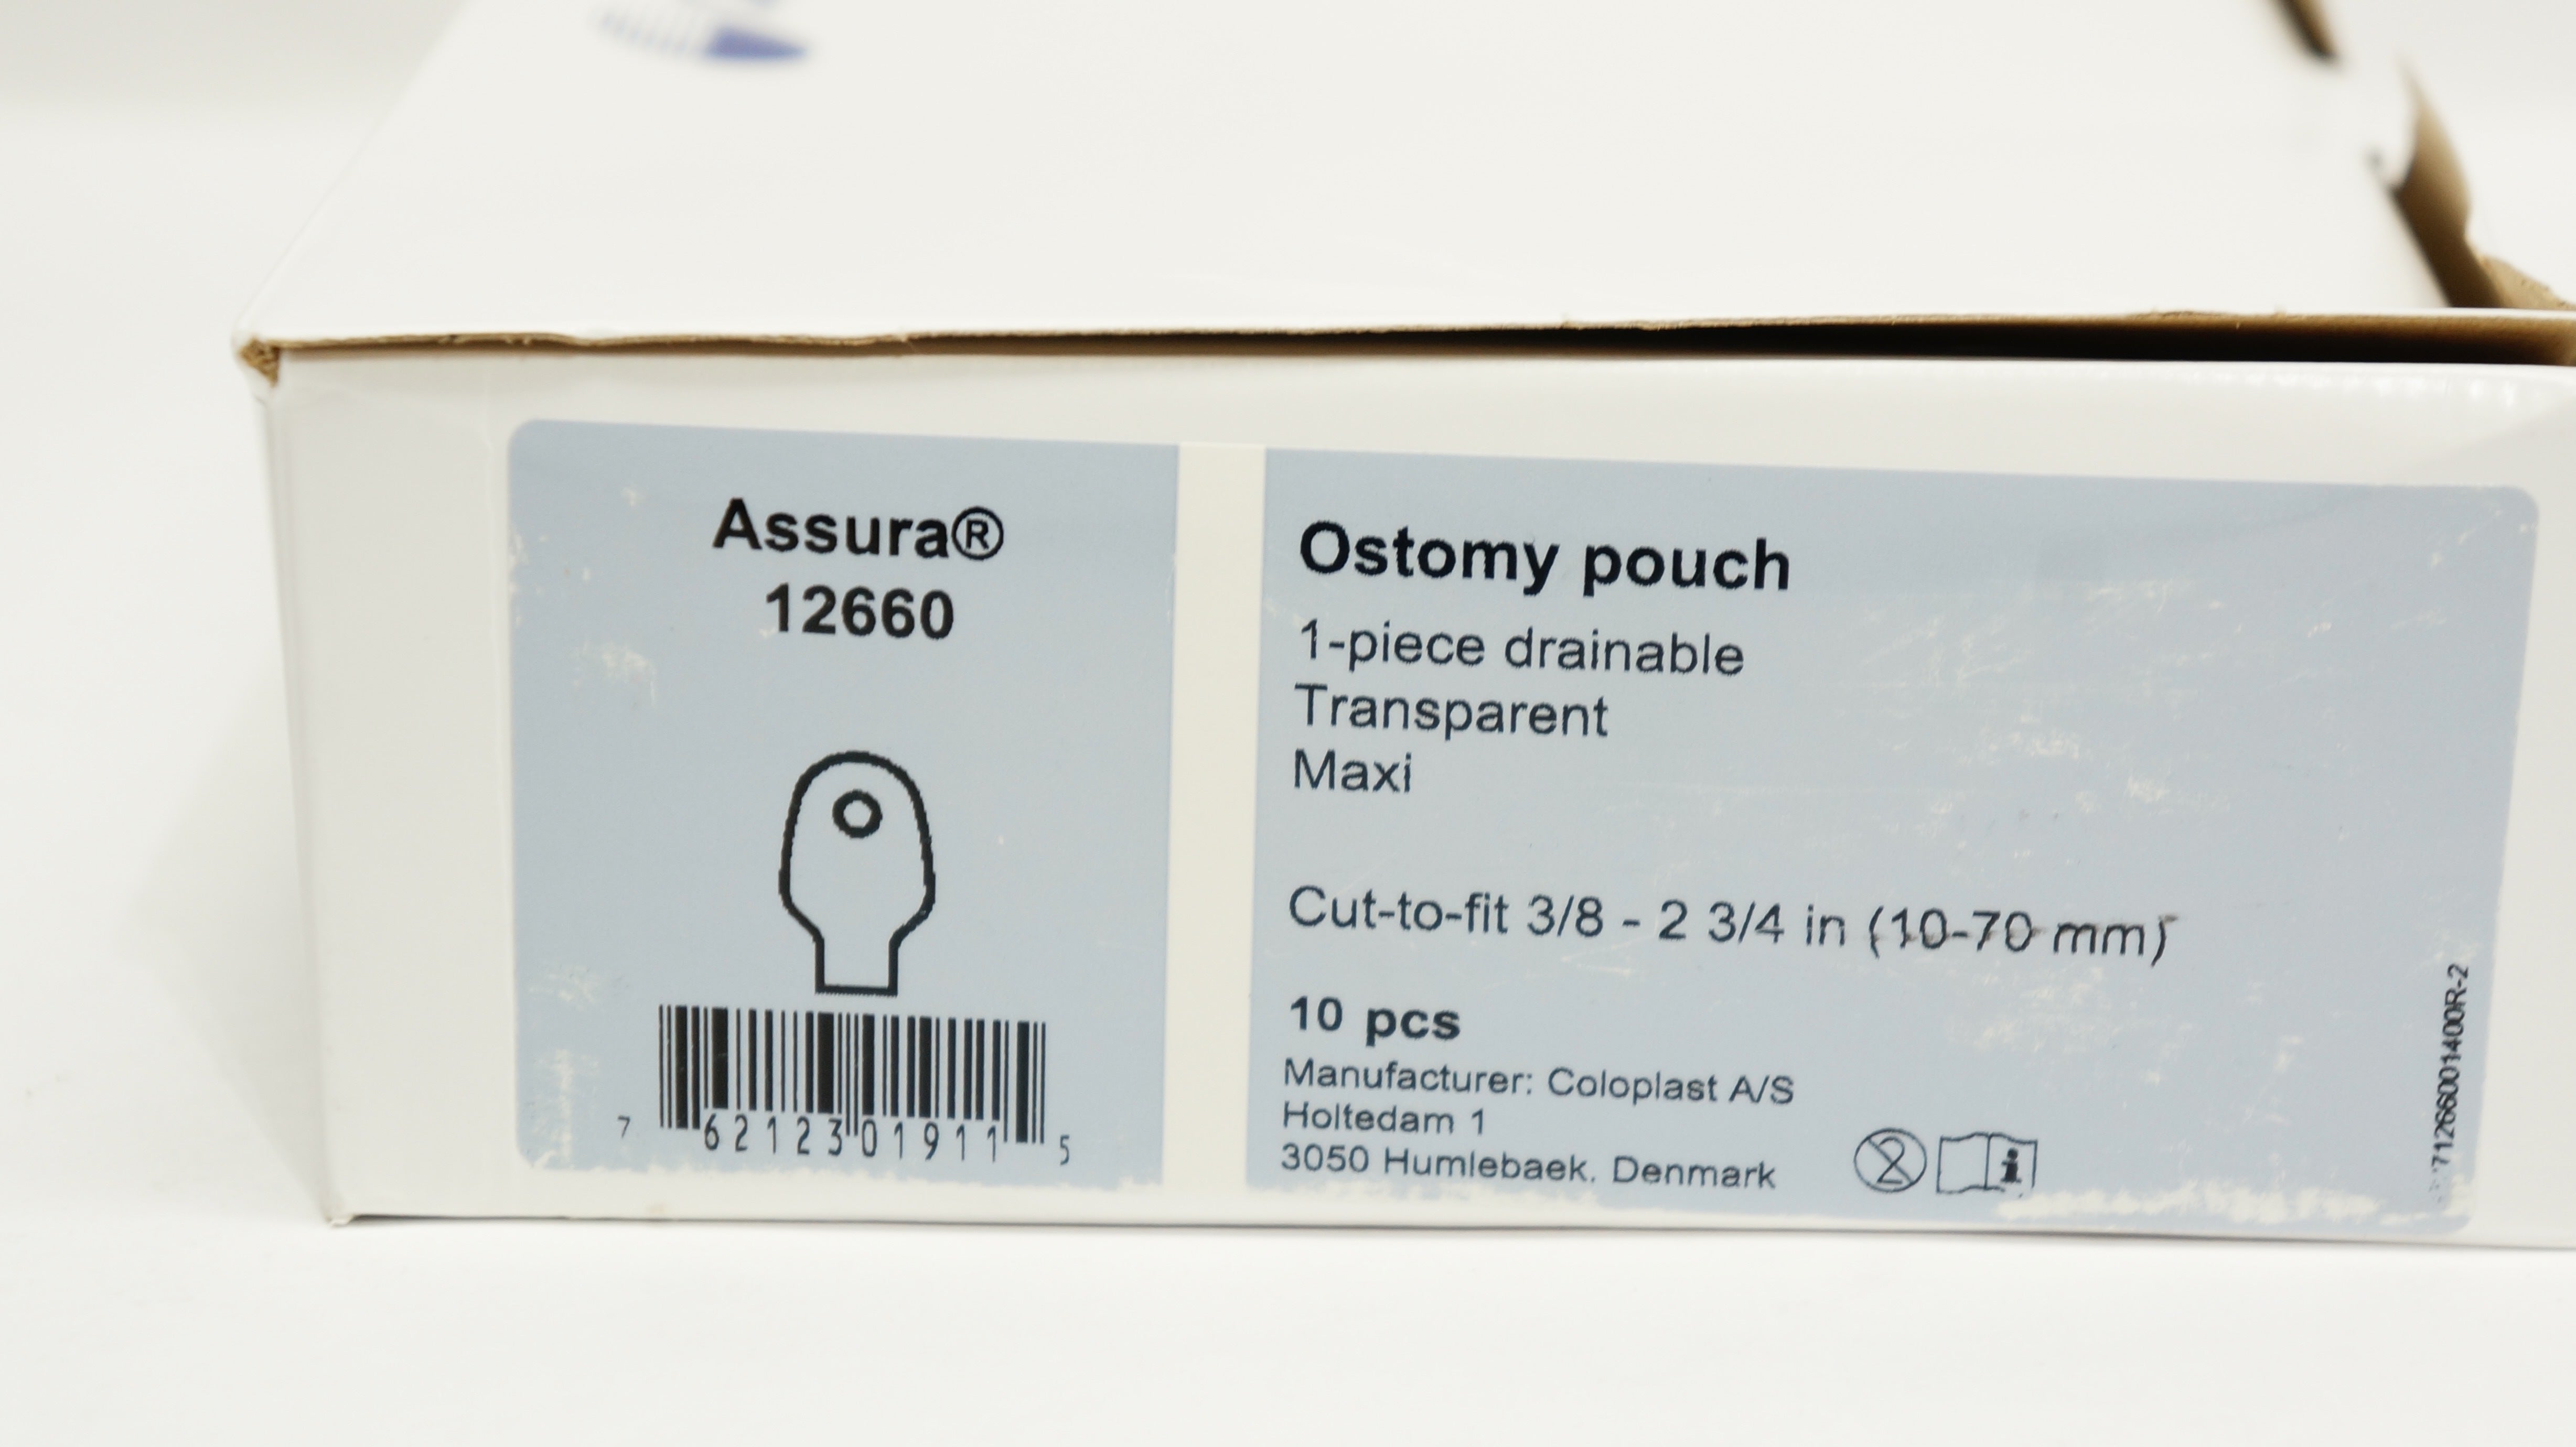 Assura®
12660
7 62123 01911 5
Ostomy pouch
1-piece drainable
Transparent
Maxi
Cut-to-fit 3/8 - 2 3/4 in (10-70 mm)
10 pcs
Manufacturer: Coloplast A/S
Holtedam 1
3050 Humlebaek, Denmark
2
i